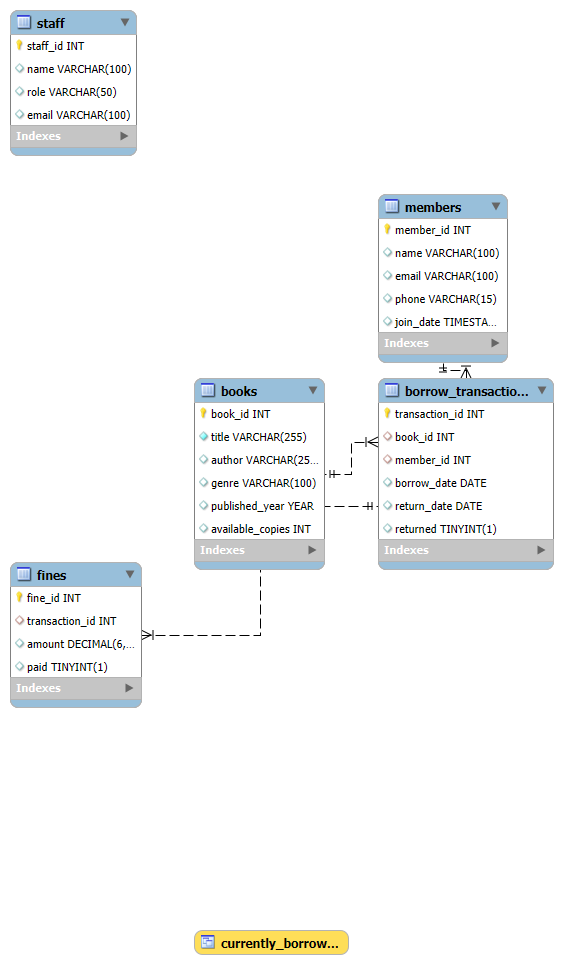 staff
staff_id INT
name VARCHAR(100)
role VARCHAR(50)
email VARCHAR(100)
Indexes
members
member_id INT
name VARCHAR(100)
email VARCHAR(100)
phone VARCHAR(15)
join_date TIMESTA...
Indexes
books
book_id INT
title VARCHAR(255)
author VARCHAR(25...
genre VARCHAR(100)
published_year YEAR
available_copies INT
Indexes
borrow_transactio...
transaction_id INT
book_id INT
member_id INT
borrow_date DATE
return_date DATE
returned TINYINT(1)
Indexes
fines
fine_id INT
transaction_id INT
amount DECIMAL(6,...
paid TINYINT(1)
Indexes
currently_borrow...